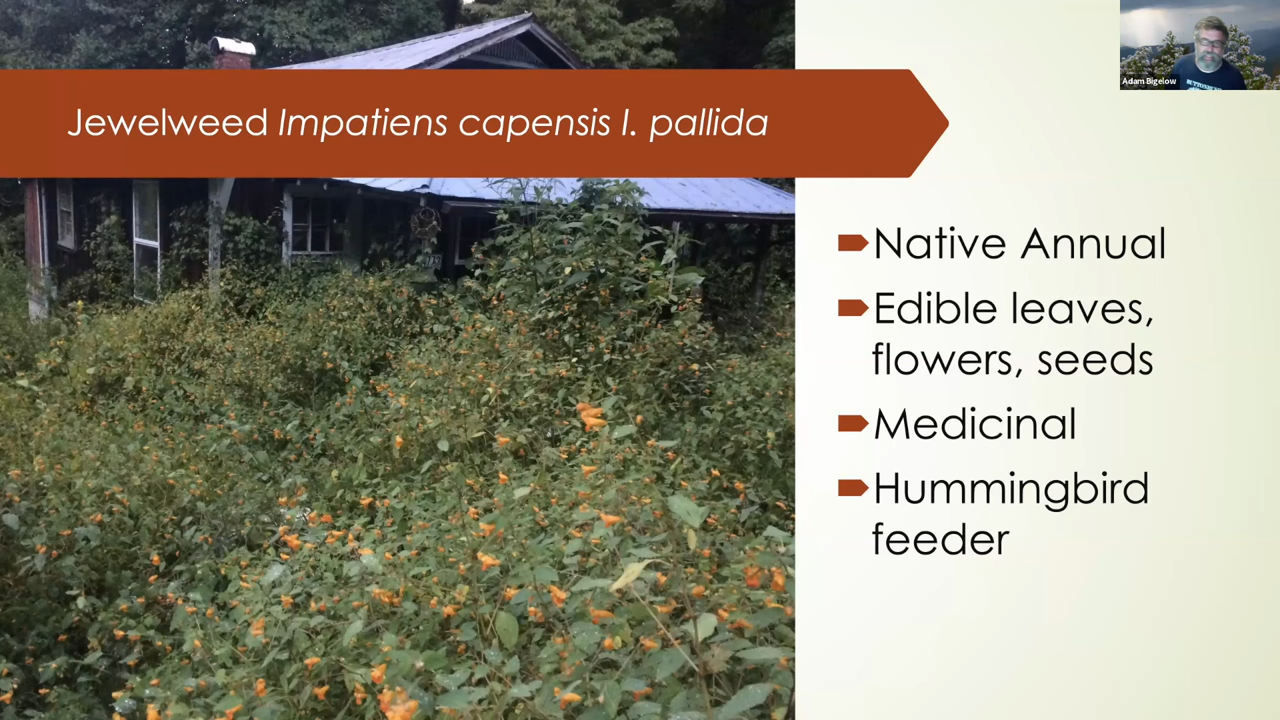 Jewelweed Impatiens capensis I. pallida
Adam Bigelow
Native Annual
Edible leaves,
flowers, seeds
Medicinal
Hummingbird
feeder